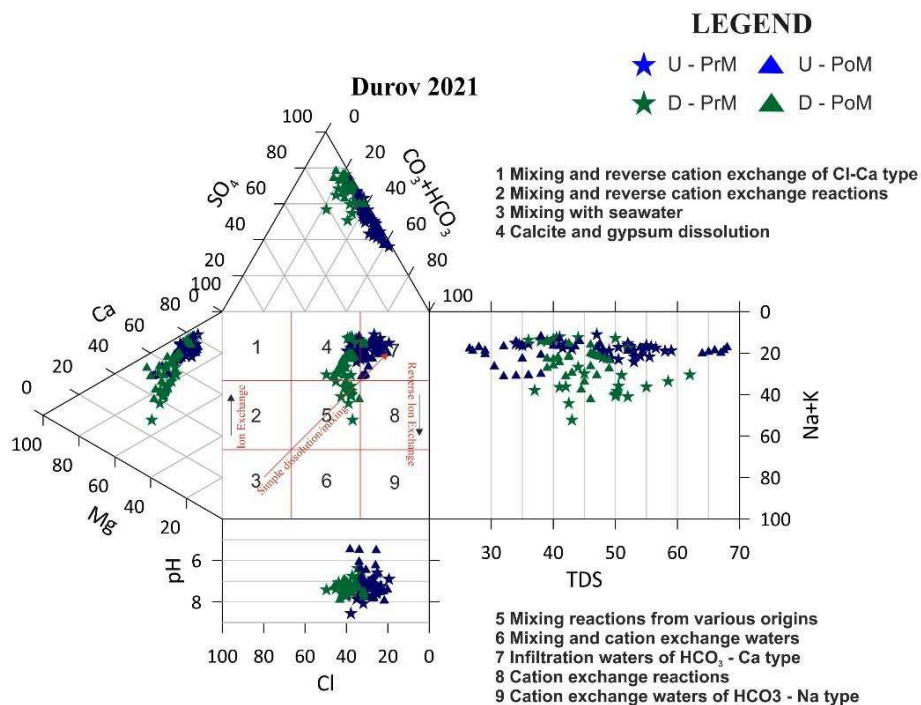 LEGEND
U - PrM
U - PoM
D - PrM
D - PoM
Durov 2021
1 Mixing and reverse cation exchange of Cl-Ca type
2 Mixing and reverse cation exchange reactions
3 Mixing with seawater
4 Calcite and gypsum dissolution
100
0
80
20
60
40
40
60
20
80
0
100
SO₄
CO₃+HCO₃
Ca
100
80
60
40
20
0
Mg
100
80
60
40
20
1
4
7
2
5
8
3
6
9
Ion Exchange
Simple dissolution/mixing
Reverse Ion Exchange
0
20
40
60
80
100
Na+K
30
40
50
60
70
TDS
pH
6
8
100
80
60
40
20
0
Cl
5 Mixing reactions from various origins
6 Mixing and cation exchange waters
7 Infiltration waters of HCO₃ - Ca type
8 Cation exchange reactions
9 Cation exchange waters of HCO3 - Na type